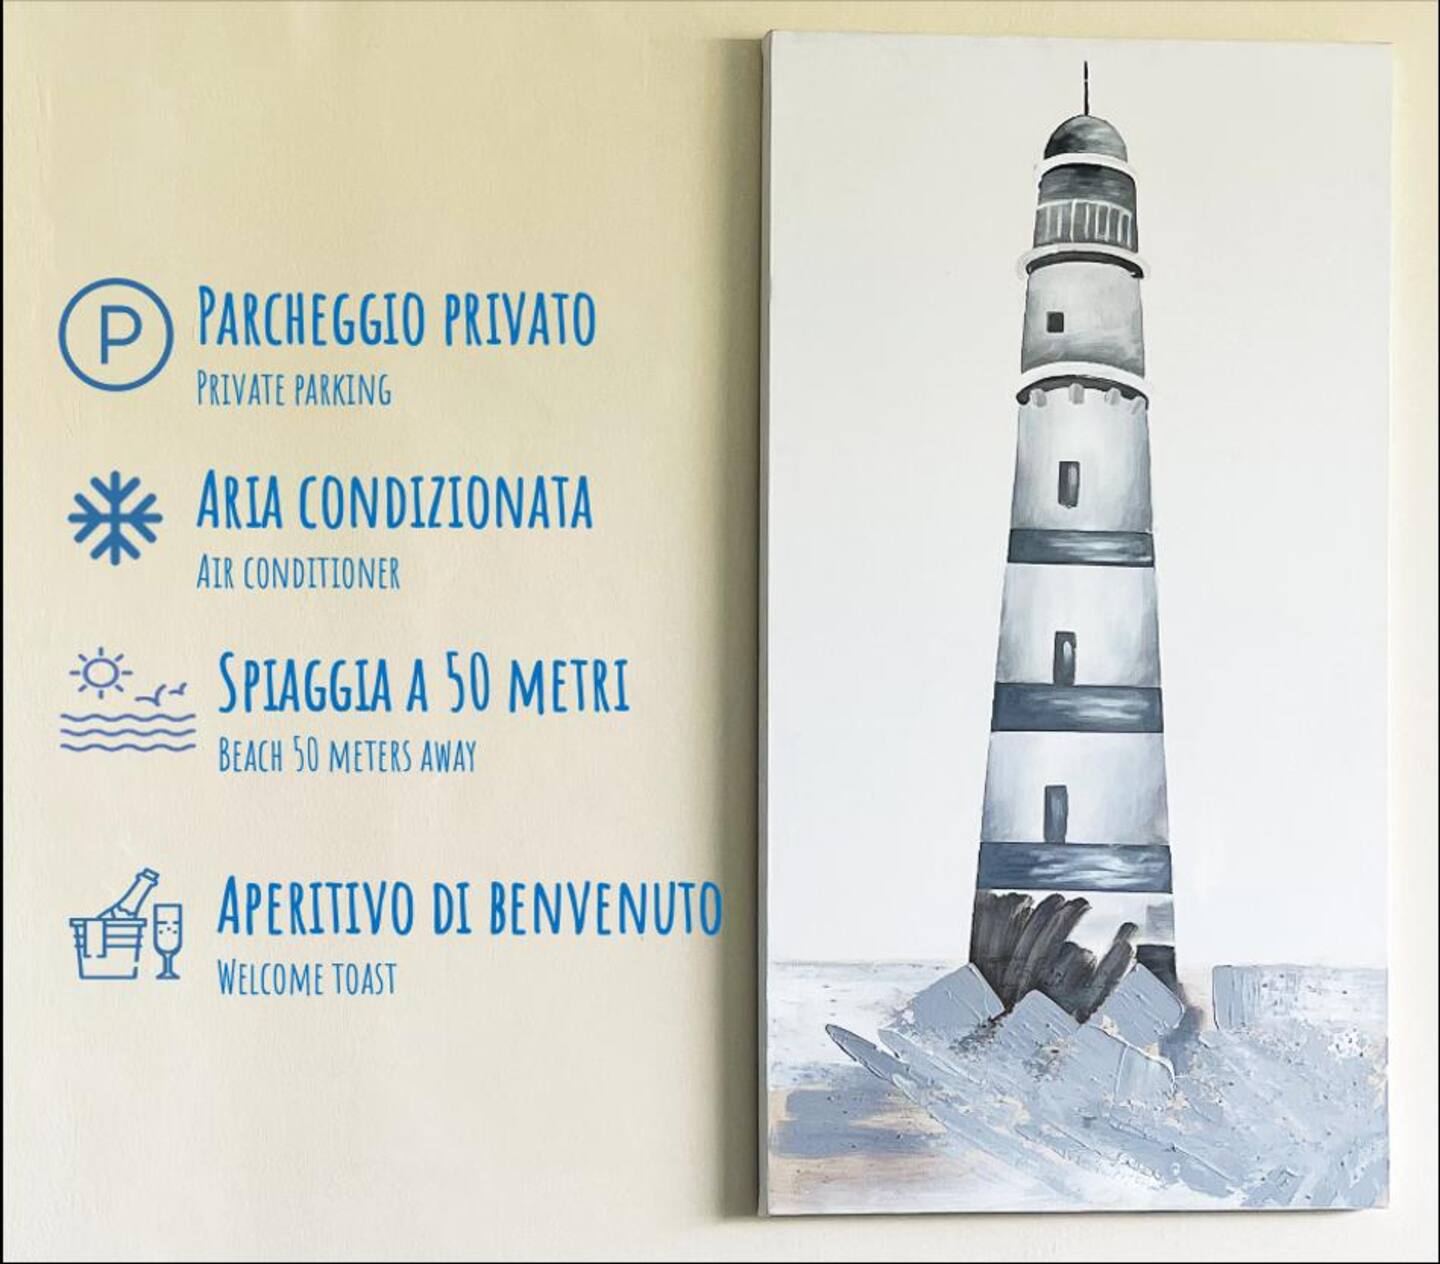 P
Parcheggio privato
Private parking
Aria condizionata
Air conditioner
Spiaggia a 50 metri
Beach 50 meters away
Aperitivo di benvenuto
Welcome toast